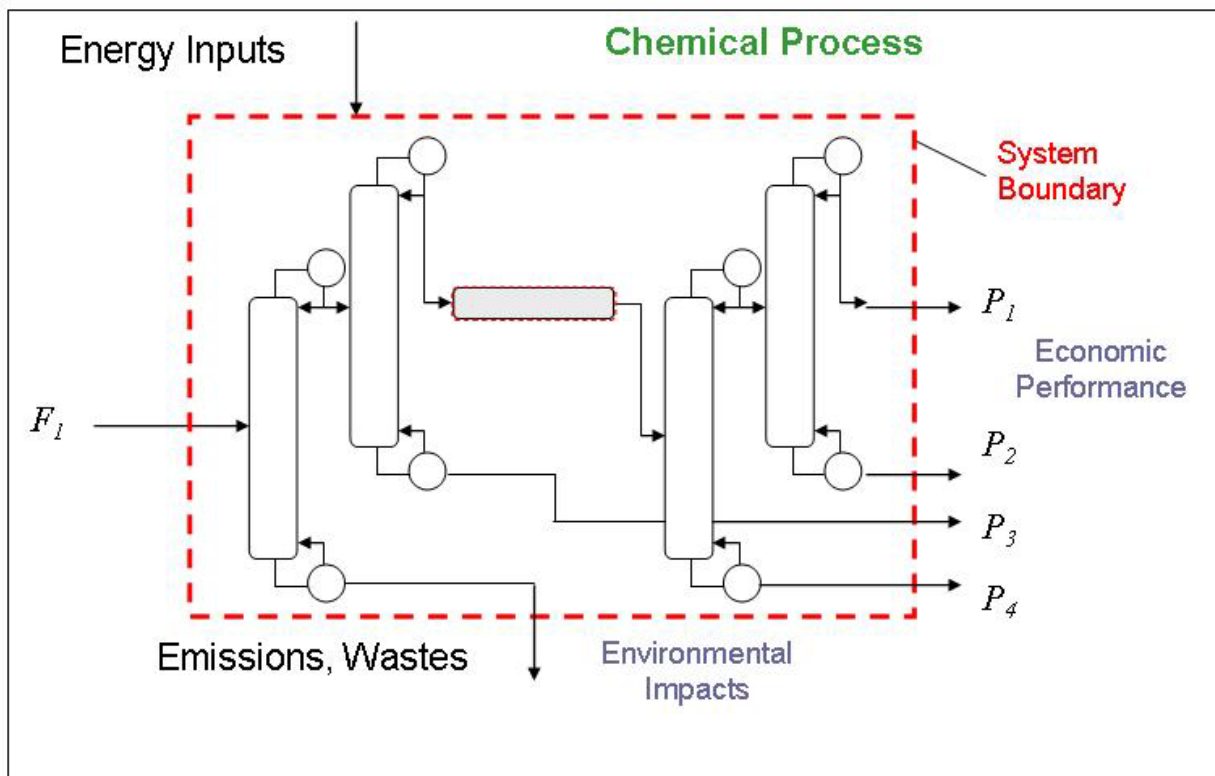 Energy Inputs
Chemical Process
System
Boundary
P1
Economic
Performance
F1
P2
P3
P4
Emissions, Wastes
Environmental
Impacts